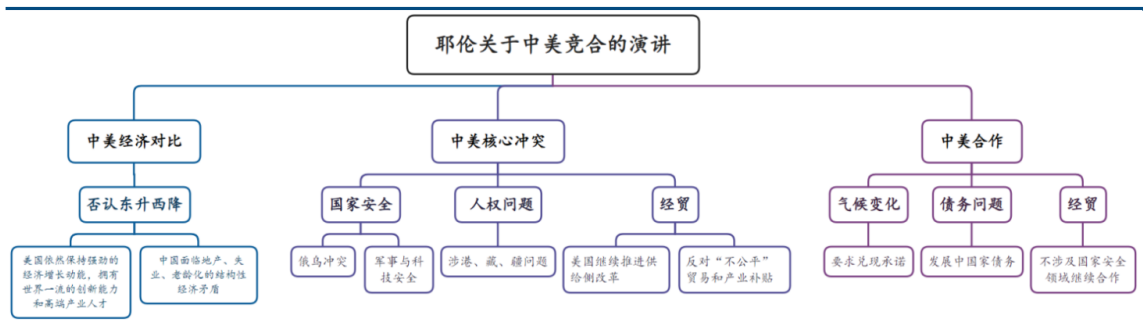 耶伦关于中美竞合的演讲
中美经济对比
中美核心冲突
中美合作
否认东升西降
国家安全
人权问题
经贸
气候变化
债务问题
经贸
美国依然保持强劲的
经济增长动能，拥有
世界一流的创新能力
和高端产业人才
中国面临地产、失
业、老龄化的结构性
经济矛盾
俄乌冲突
军事与科
技安全
涉港、藏、疆问题
美国继续推进供
给侧改革
反对“不公平”
贸易和产业补贴
要求兑现承诺
发展中国家债务
不涉及国家安全
领域继续合作